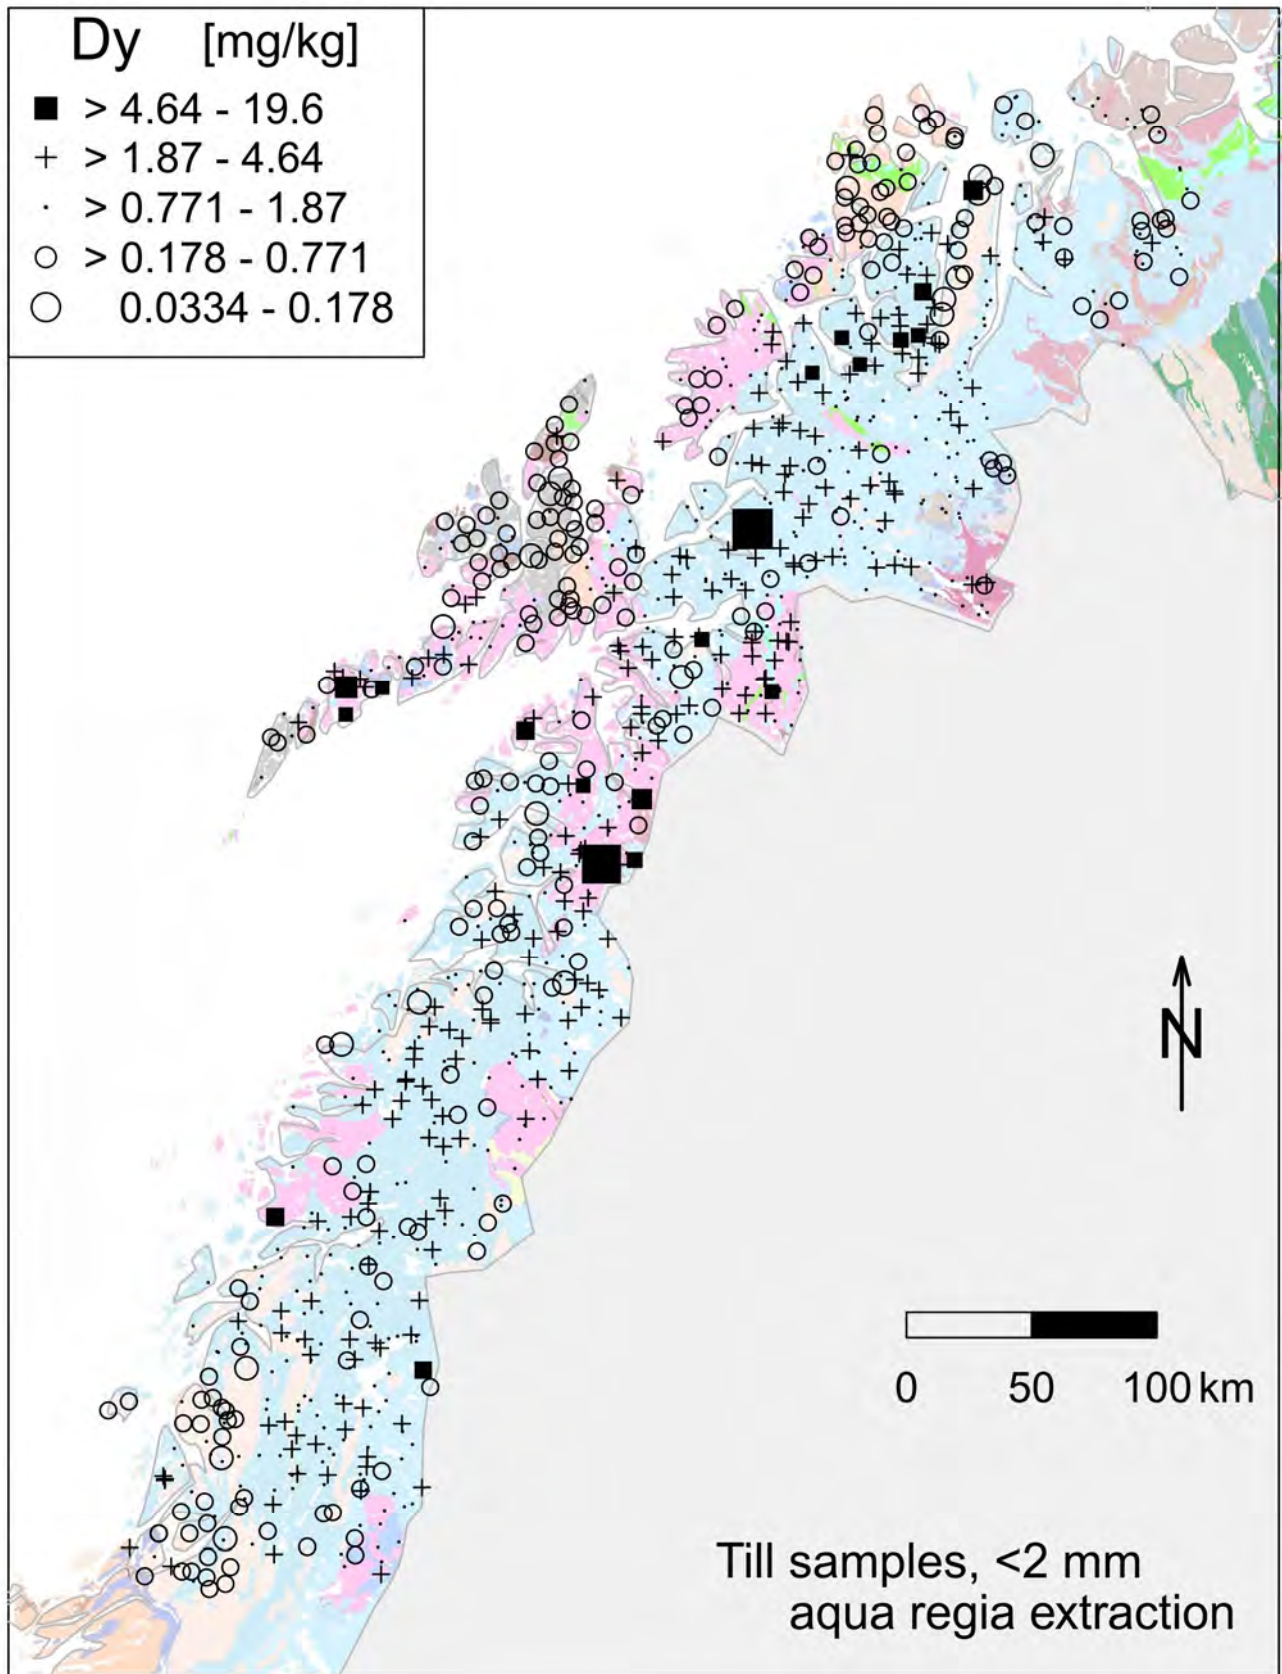 Dy [mg/kg]
> 4.64 - 19.6
> 1.87 - 4.64
> 0.771 - 1.87
> 0.178 - 0.771
0.0334 - 0.178
N
0 50 100 km
Till samples, <2 mm
aqua regia extraction